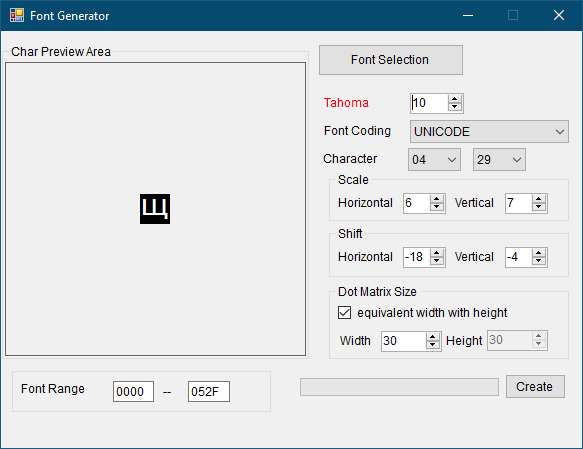 Font Generator
Char Preview Area
Font Selection
Tahoma 10
Font Coding UNICODE
Character 04 29
Scale
Horizontal 6 Vertical 7
Щ
Shift
Horizontal -18 Vertical -4
Dot Matrix Size
equivalent width with height
Width 30 Height 30
Font Range 0000 -- 052F
Create